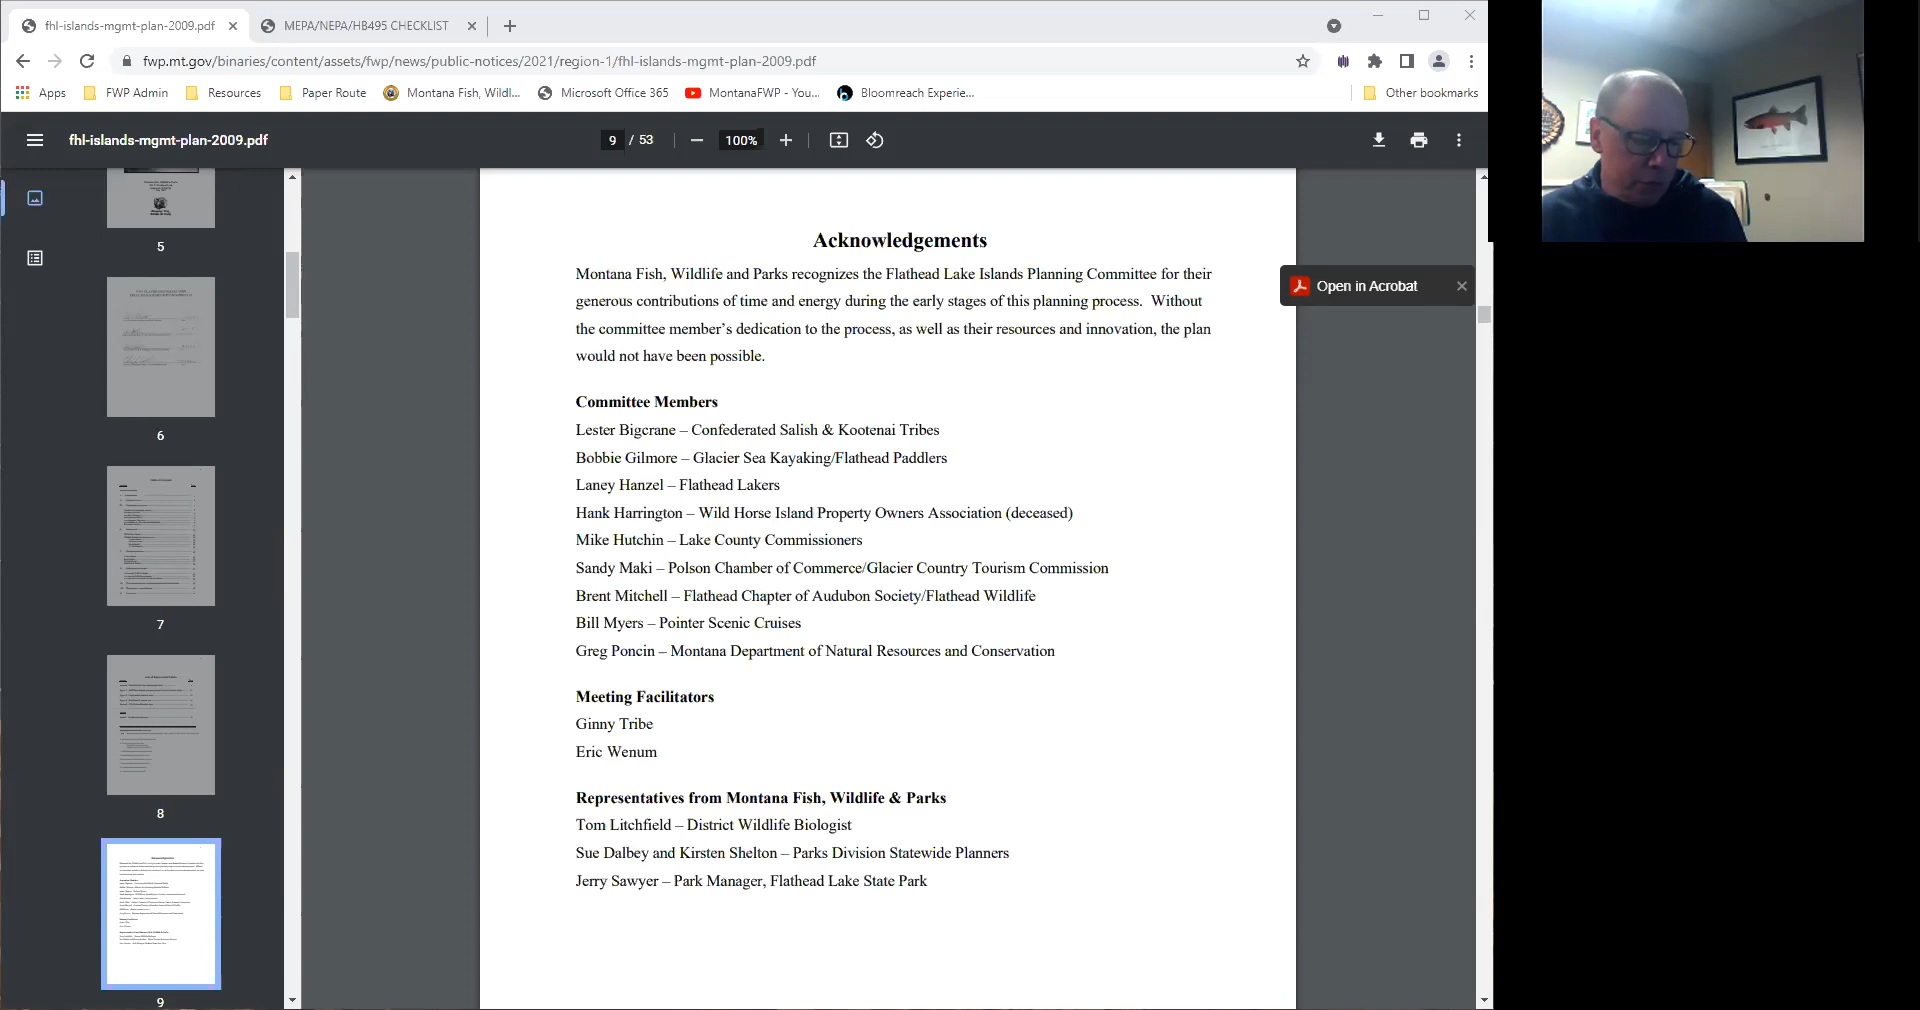 fhl-islands-mgmt-plan-2009.pdf
MEPA/NEPA/HB495 CHECKLIST
fwp.mt.gov/binaries/content/assets/fwp/news/public-notices/2021/region-1/fhl-islands-mgmt-plan-2009.pdf
Apps FWP Admin Resources Paper Route Montana Fish, Wildl... Microsoft Office 365 MontanaFWP - You... Bloomreach Experie... Other bookmarks
fhl-islands-mgmt-plan-2009.pdf 9 / 53 100%
5
6
7
8
9
Open in Acrobat
Acknowledgements
Montana Fish, Wildlife and Parks recognizes the Flathead Lake Islands Planning Committee for their
generous contributions of time and energy during the early stages of this planning process. Without
the committee member’s dedication to the process, as well as their resources and innovation, the plan
would not have been possible.
Committee Members
Lester Bigcrane – Confederated Salish & Kootenai Tribes
Bobbie Gilmore – Glacier Sea Kayaking/Flathead Paddlers
Laney Hanzel – Flathead Lakers
Hank Harrington – Wild Horse Island Property Owners Association (deceased)
Mike Hutchin – Lake County Commissioners
Sandy Maki – Polson Chamber of Commerce/Glacier Country Tourism Commission
Brent Mitchell – Flathead Chapter of Audubon Society/Flathead Wildlife
Bill Myers – Pointer Scenic Cruises
Greg Poncin – Montana Department of Natural Resources and Conservation
Meeting Facilitators
Ginny Tribe
Eric Wenum
Representatives from Montana Fish, Wildlife & Parks
Tom Litchfield – District Wildlife Biologist
Sue Dalbey and Kirsten Shelton – Parks Division Statewide Planners
Jerry Sawyer – Park Manager, Flathead Lake State Park